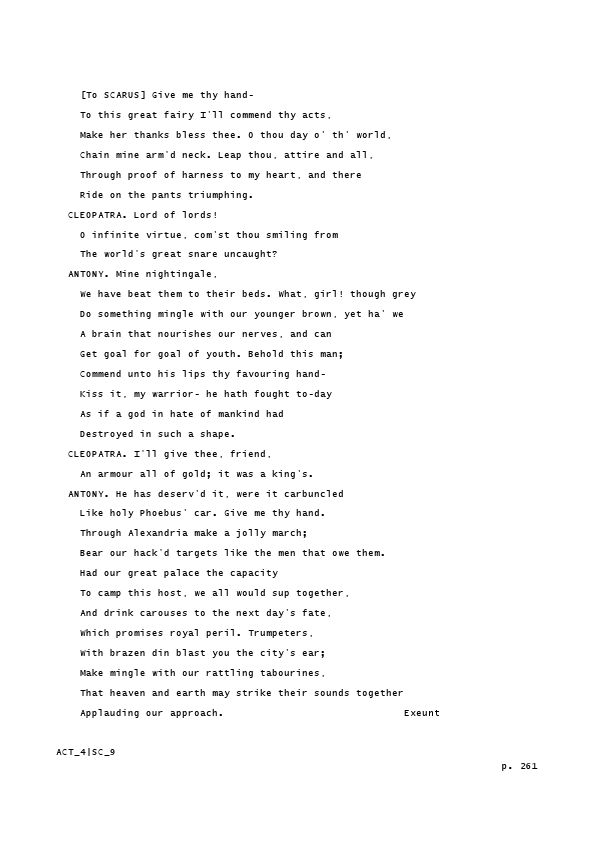 [To SCARUS] Give me thy hand-
To this great fairy I'll commend thy acts,
Make her thanks bless thee. O thou day o' th' world,
Chain mine arm'd neck. Leap thou, attire and all,
Through proof of harness to my heart, and there
Ride on the pants triumphing.
CLEOPATRA. Lord of lords!
O infinite virtue, com'st thou smiling from
The world's great snare uncaught?
ANTONY. Mine nightingale,
We have beat them to their beds. What, girl! though grey
Do something mingle with our younger brown, yet ha' we
A brain that nourishes our nerves, and can
Get goal for goal of youth. Behold this man;
Commend unto his lips thy favouring hand-
Kiss it, my warrior- he hath fought to-day
As if a god in hate of mankind had
Destroyed in such a shape.
CLEOPATRA. I'll give thee, friend,
An armour all of gold; it was a king's.
ANTONY. He has deserv'd it, were it carbuncled
Like holy Phoebus' car. Give me thy hand.
Through Alexandria make a jolly march;
Bear our hack'd targets like the men that owe them.
Had our great palace the capacity
To camp this host, we all would sup together,
And drink carouses to the next day's fate,
Which promises royal peril. Trumpeters,
With brazen din blast you the city's ear;
Make mingle with our rattling tabourines,
That heaven and earth may strike their sounds together
Applauding our approach. Exeunt
ACT_4|SC_9
p. 261